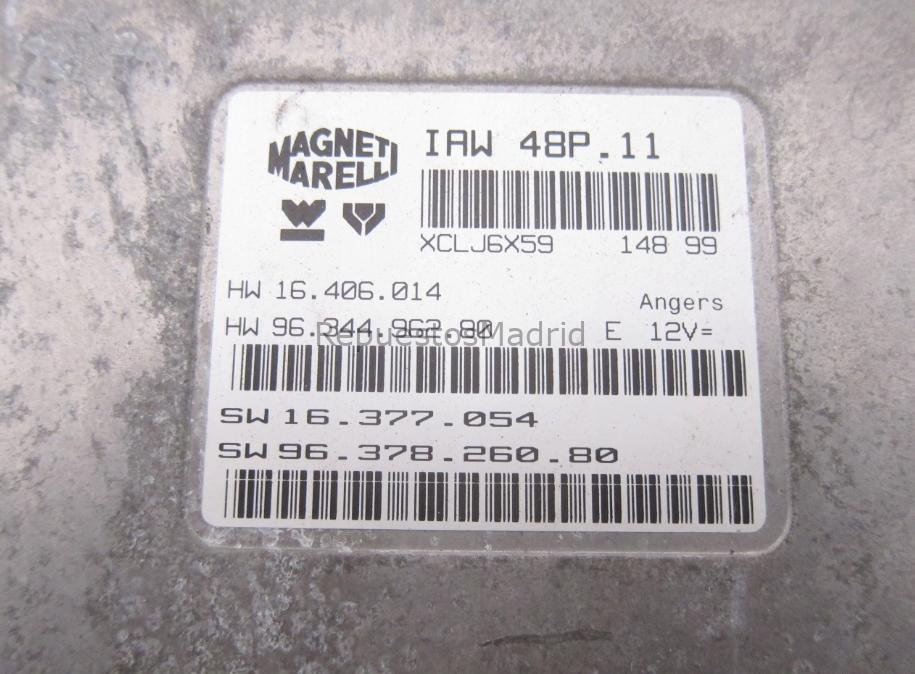 MAGNETI MARELLI
IAW 48P.11
XCLJ6X59 148 99
HW 16.406.014
Angers
HW 96.344.962.80 E 12V=
RepuestosMadrid
SW 16.377.054
SW 96.378.260.80